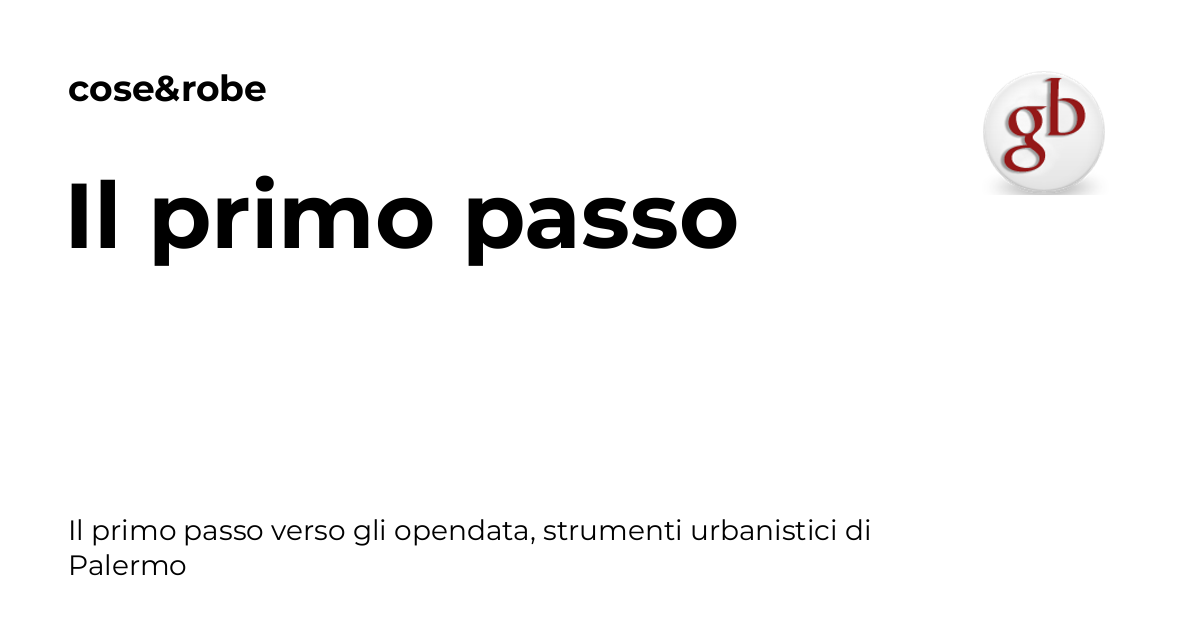 cose&robe
gb
Il primo passo
Il primo passo verso gli opendata, strumenti urbanistici di
Palermo